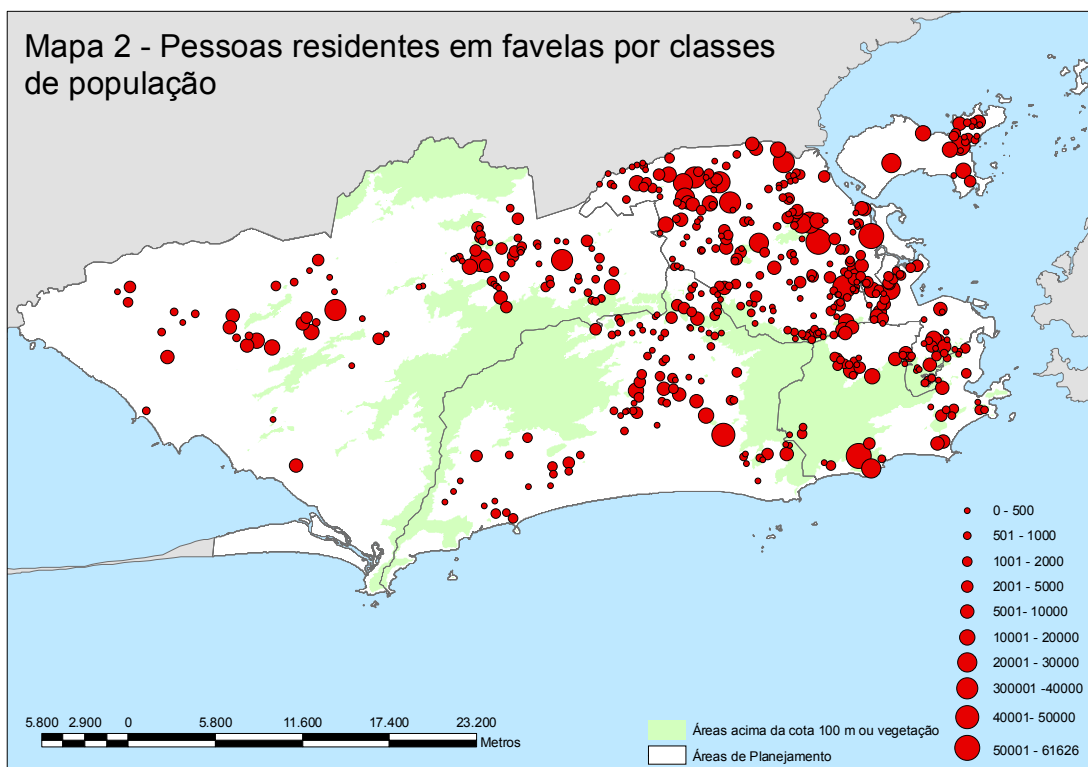 Mapa 2 - Pessoas residentes em favelas por classes
de população
0 - 500
501 - 1000
1001 - 2000
2001 - 5000
5001- 10000
10001 - 20000
20001 - 30000
300001 -40000
40001- 50000
50001 - 61626
5.800 2.900 0 5.800 11.600 17.400 23.200
Metros
Áreas acima da cota 100 m ou vegetação
Áreas de Planejamento